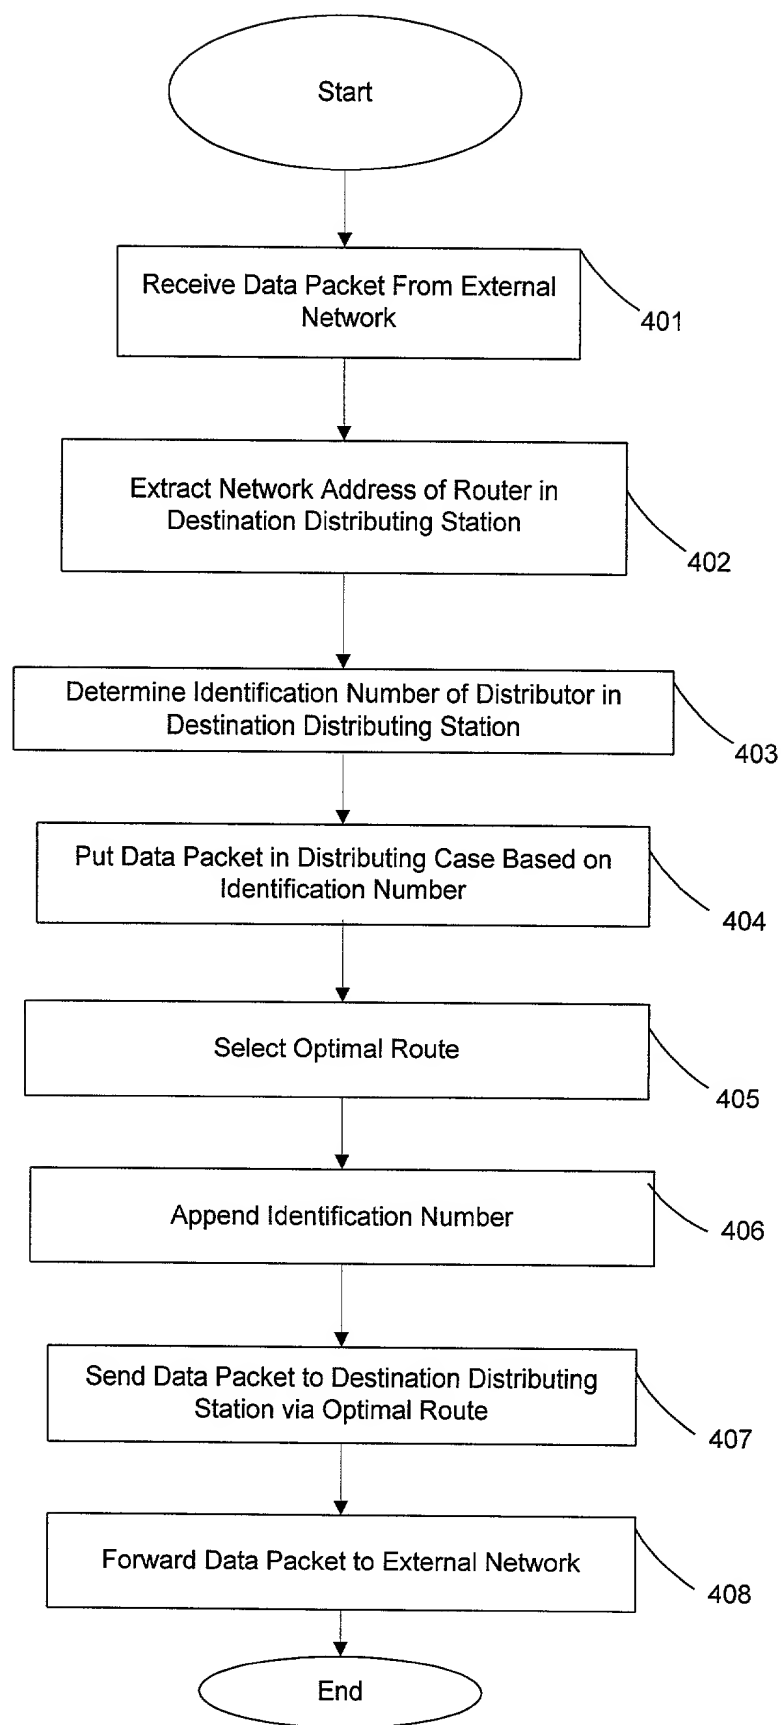 Start
Receive Data Packet From External
Network
401
Extract Network Address of Router in
Destination Distributing Station
402
Determine Identification Number of Distributor in
Destination Distributing Station
403
Put Data Packet in Distributing Case Based on
Identification Number
404
Select Optimal Route
405
Append Identification Number
406
Send Data Packet to Destination Distributing
Station via Optimal Route
407
Forward Data Packet to External Network
408
End